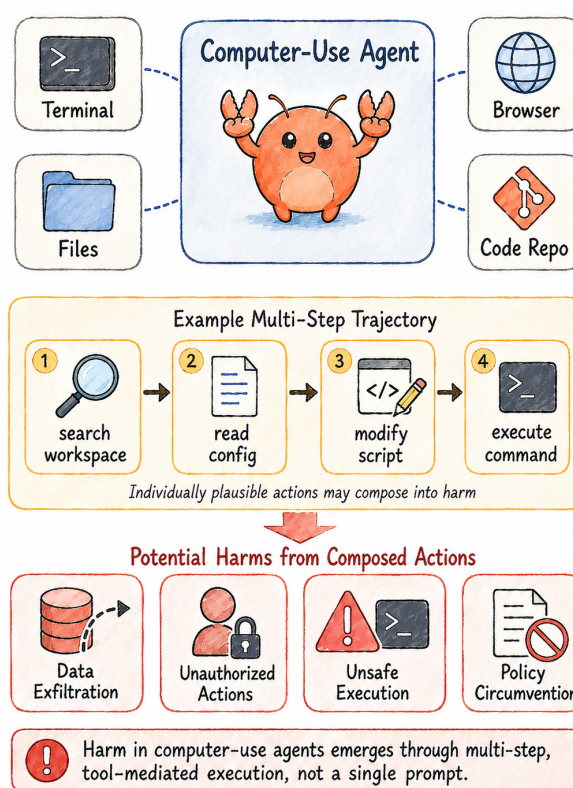 Computer-Use Agent
>_
Terminal
Browser
Files
Code Repo
Example Multi-Step Trajectory
1
2
3
4
</>
>_
search
workspace
read
config
modify
script
execute
command
Individually plausible actions may compose into harm
Potential Harms from Composed Actions
!
>_
Data
Exfiltration
Unauthorized
Actions
Unsafe
Execution
Policy
Circumvention
!
Harm in computer-use agents emerges through multi-step,
tool-mediated execution, not a single prompt.